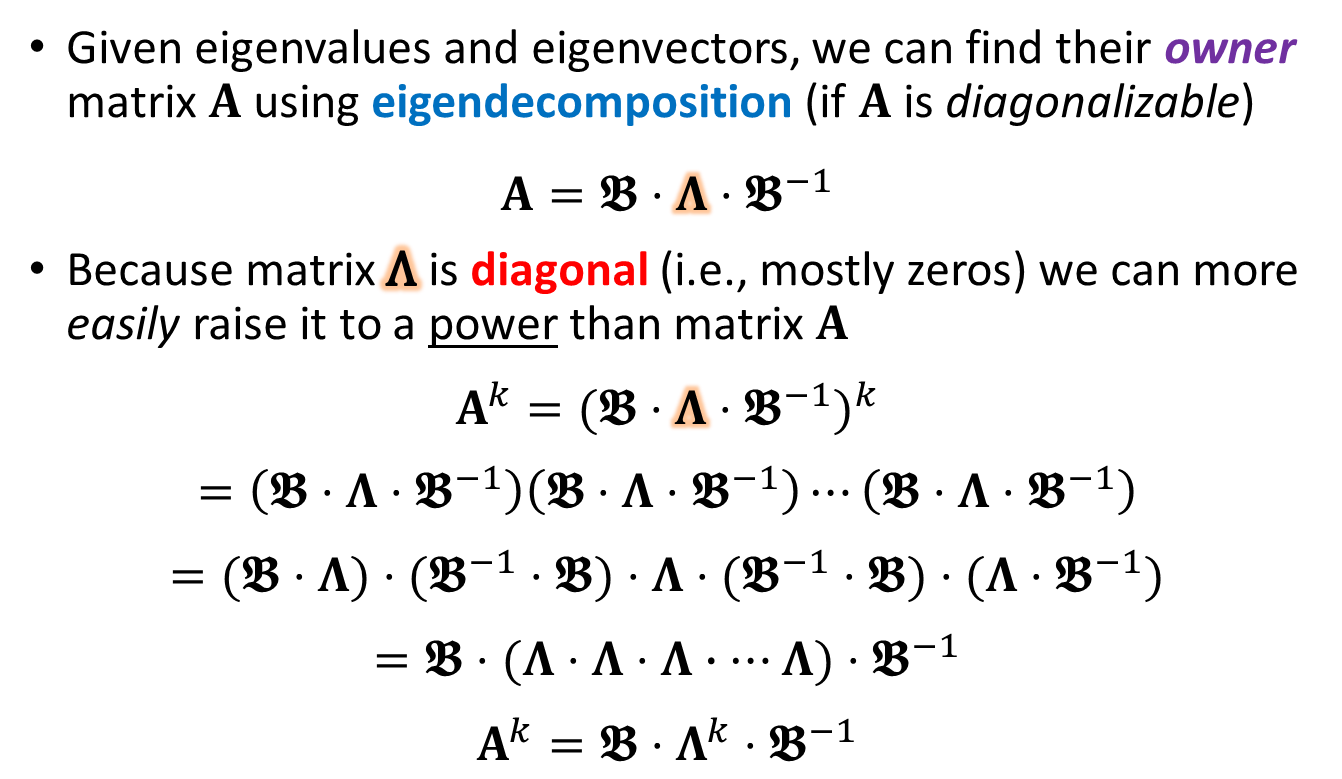 • Given eigenvalues and eigenvectors, we can find their owner
matrix 𝐀 using eigendecomposition (if 𝐀 is diagonalizable)
𝐀 = 𝕭 ⋅ 𝚲 ⋅ 𝕭⁻¹
• Because matrix 𝚲 is diagonal (i.e., mostly zeros) we can more
easily raise it to a power than matrix 𝐀
𝐀ᵏ = (𝕭 ⋅ 𝚲 ⋅ 𝕭⁻¹)ᵏ
= (𝕭 ⋅ 𝚲 ⋅ 𝕭⁻¹)(𝕭 ⋅ 𝚲 ⋅ 𝕭⁻¹) ⋯ (𝕭 ⋅ 𝚲 ⋅ 𝕭⁻¹)
= (𝕭 ⋅ 𝚲) ⋅ (𝕭⁻¹ ⋅ 𝕭) ⋅ 𝚲 ⋅ (𝕭⁻¹ ⋅ 𝕭) ⋅ (𝚲 ⋅ 𝕭⁻¹)
= 𝕭 ⋅ (𝚲 ⋅ 𝚲 ⋅ 𝚲 ⋅ ⋯ 𝚲) ⋅ 𝕭⁻¹
𝐀ᵏ = 𝕭 ⋅ 𝚲ᵏ ⋅ 𝕭⁻¹